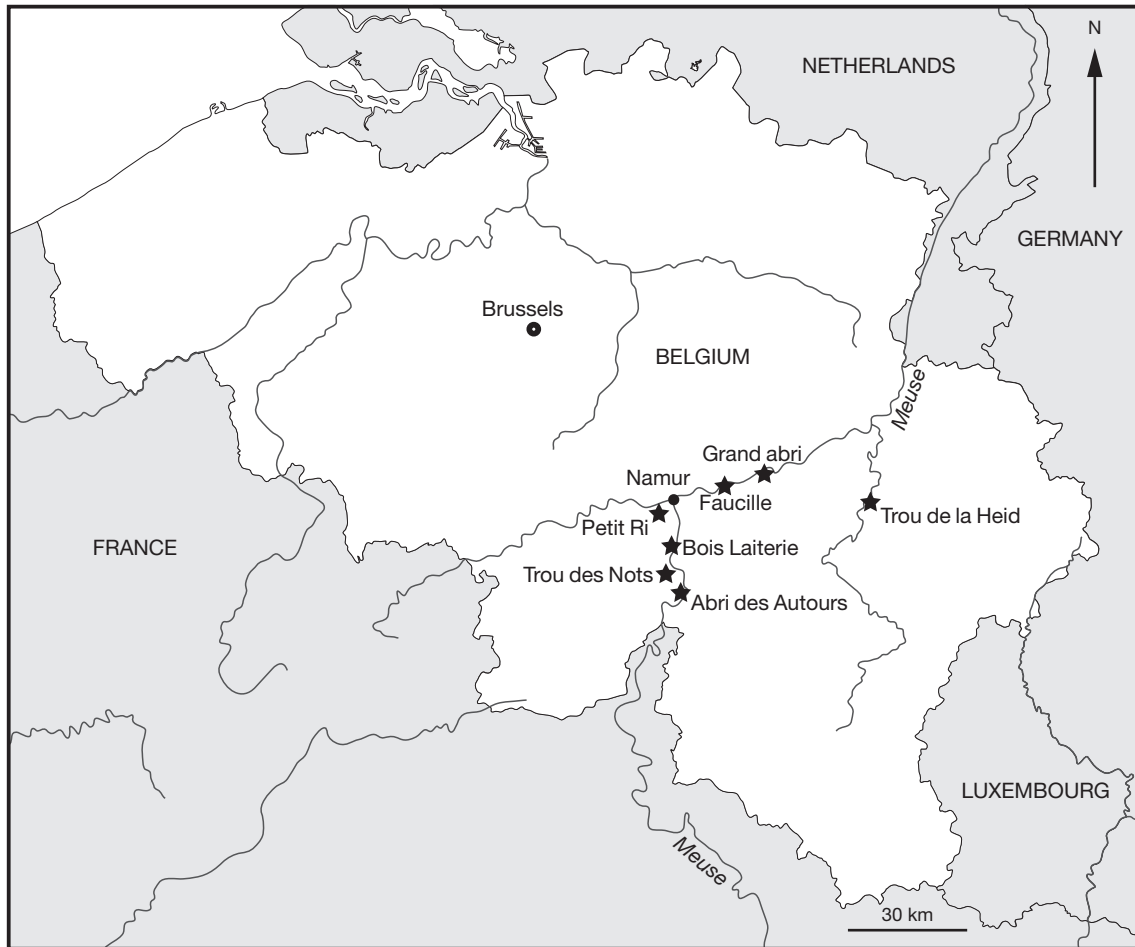 N
NETHERLANDS
GERMANY
Brussels
BELGIUM
Meuse
Grand abri
Namur
Faucille
Petit Ri
Trou de la Heid
FRANCE
Bois Laiterie
Trou des Nots
Abri des Autours
LUXEMBOURG
Meuse
30 km